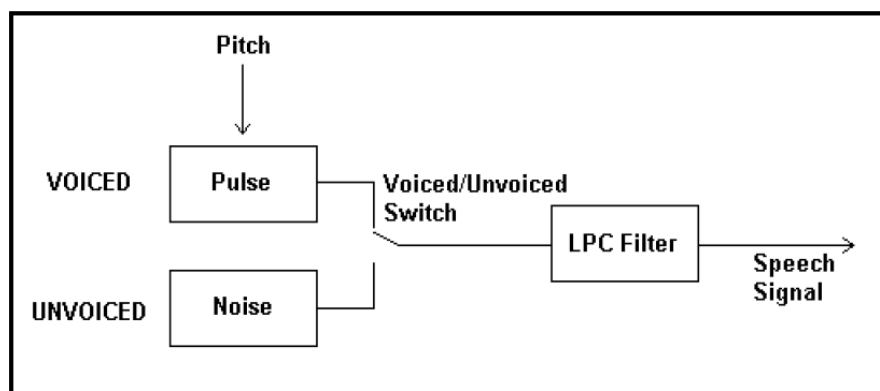 Pitch
VOICED
Pulse
Voiced/Unvoiced
Switch
LPC Filter
Speech
Signal
UNVOICED
Noise